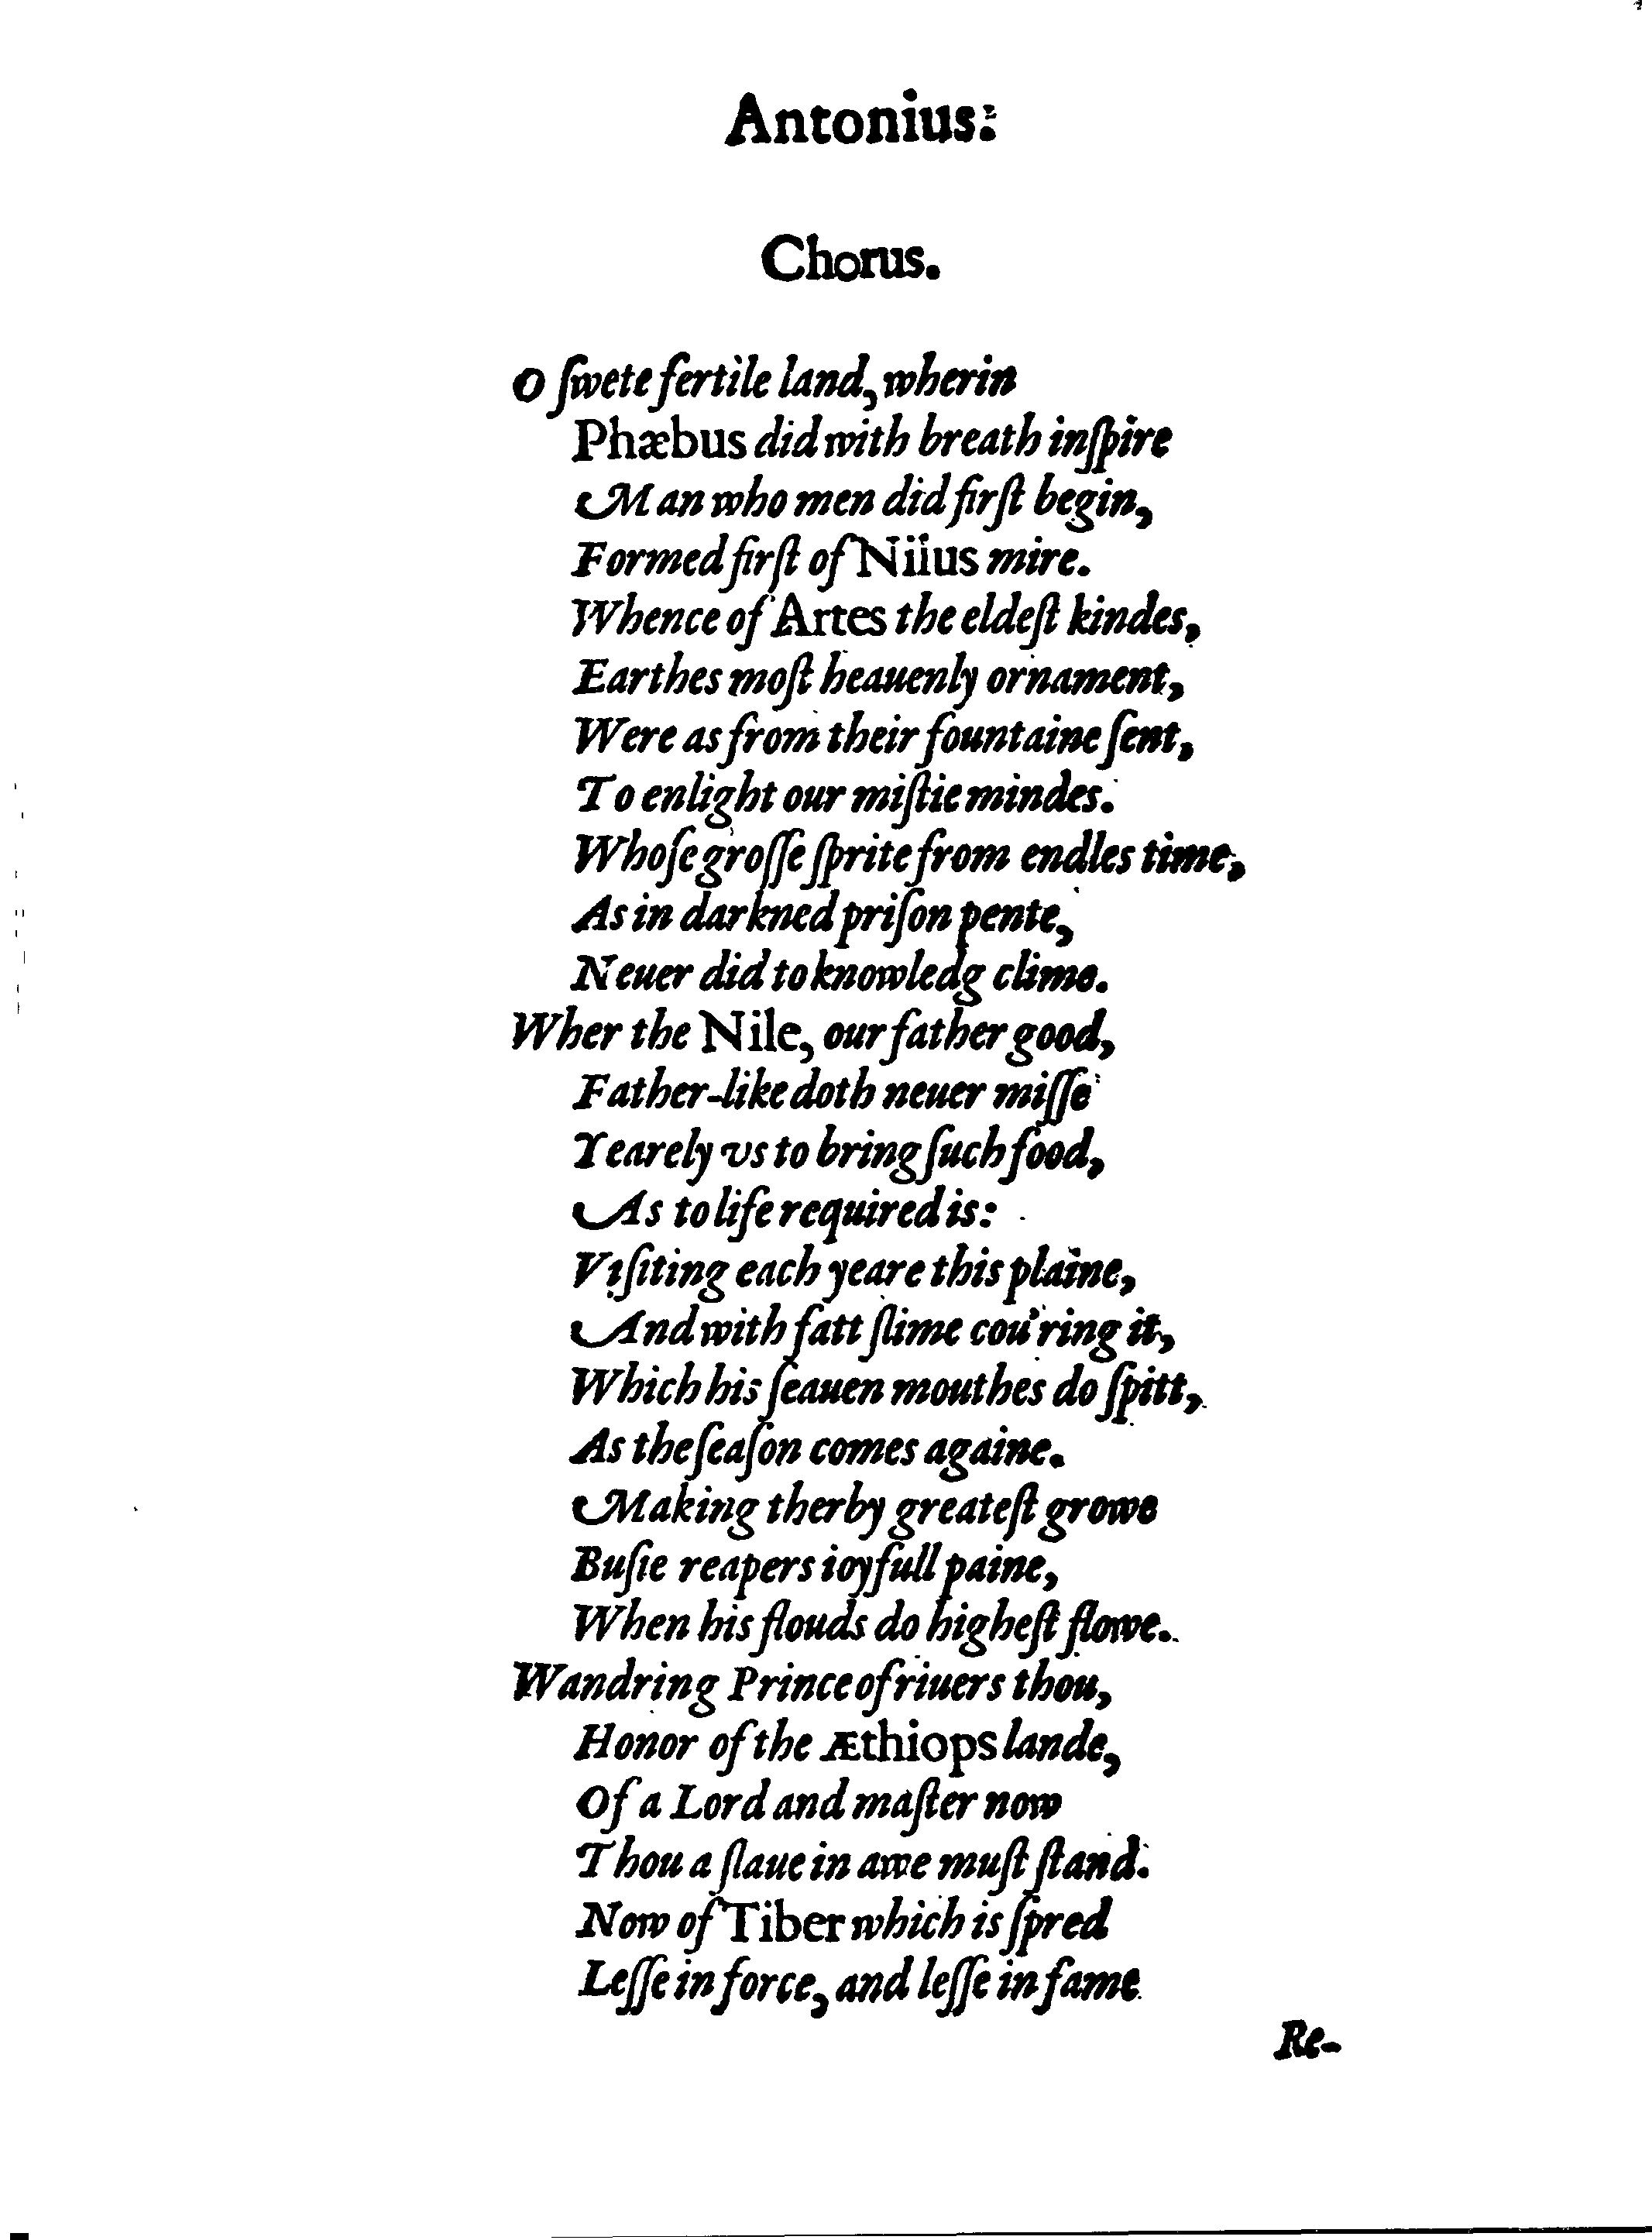 Antonius:
Chorus.
O ſwete fertile land, wherin
Phæbus did with breath inſpire
Man who men did firſt begin,
Formed firſt of Nilus mire.
Whence of Artes the eldeſt kindes,
Earthes moſt heauenly ornament,
Were as from their fountaine ſent,
To enlight our miſtie mindes.
Whoſe groſſe ſprite from endles time,
As in darkned priſon pente,
Neuer did to knowledg clime.
Wher the Nile, our father good,
Father-like doth neuer miſſe
Yearely vs to bring ſuch food,
As to life required is:
Viſiting each yeare this plaine,
And with fatt ſlime cou'ring it,
Which his ſeauen mouthes do ſpitt,
As the ſeaſon comes againe.
Making therby greateſt growe
Buſie reapers ioyfull paine,
When his flouds do higheſt flowe.
Wandring Prince of riuers thou,
Honor of the Æthiops lande,
Of a Lord and maſter now
Thou a ſlaue in awe muſt ſtand.
Now of Tiber which is ſpred
Leſſe in force, and leſſe in fame
Re-